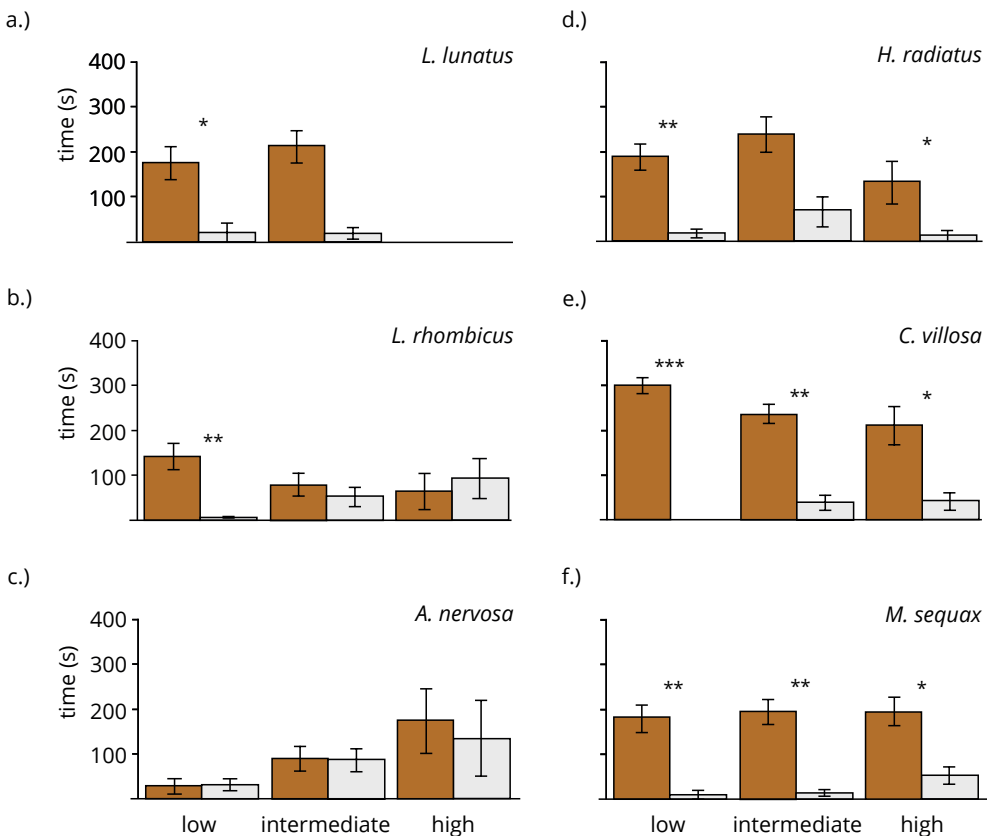 a.)
L. lunatus
400
300
200
100
time (s)
*
b.)
L. rhombicus
400
300
200
100
time (s)
**
c.)
A. nervosa
400
300
200
100
time (s)
low intermediate high
d.)
H. radiatus
**
*
e.)
C. villosa
***
**
*
f.)
M. sequax
**
**
*
low intermediate high